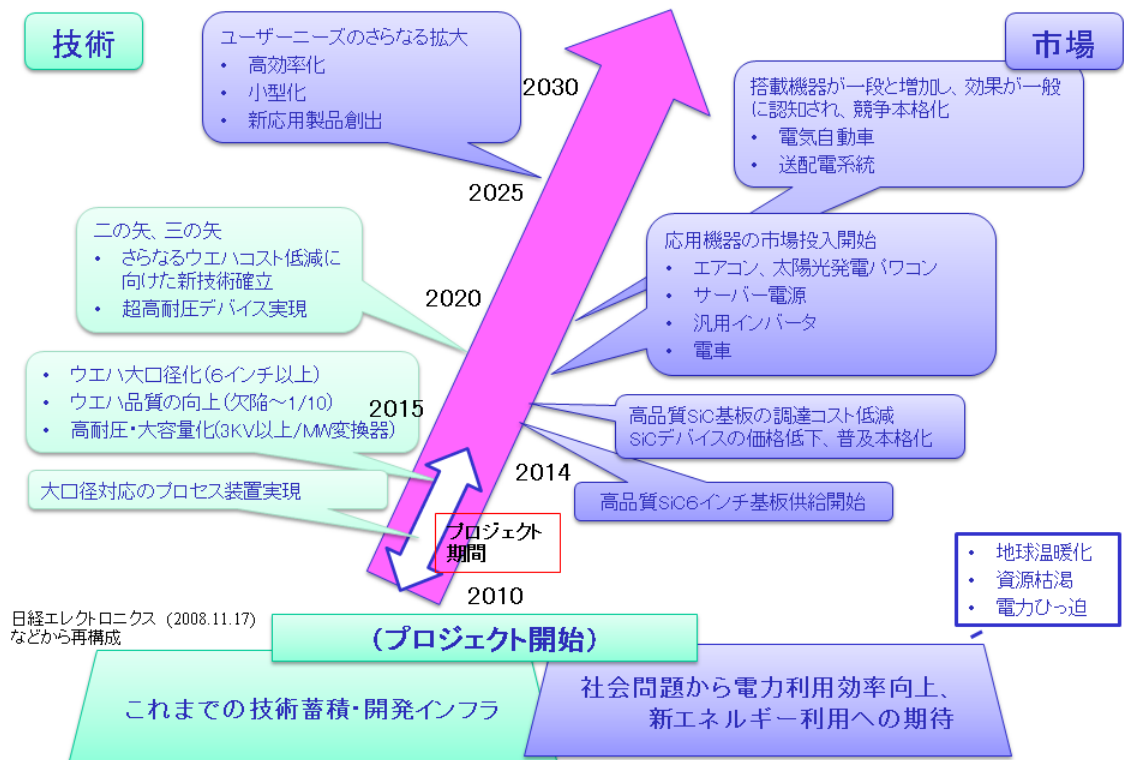 技術
市場
ユーザーニーズのさらなる拡大
• 高効率化
• 小型化
• 新応用製品創出
2030
搭載機器が一段と増加し、効果が一般
に認知され、競争本格化
• 電気自動車
• 送配電系統
2025
二の矢、三の矢
• さらなるウエハコスト低減に
向けた新技術確立
• 超高耐圧デバイス実現
2020
応用機器の市場投入開始
• エアコン、太陽光発電パワコン
• サーバー電源
• 汎用インバータ
• 電車
• ウエハ大口径化(6インチ以上)
• ウエハ品質の向上(欠陥～1/10)
• 高耐圧・大容量化(3KV以上/MW変換器)
2015
高品質SiC基板の調達コスト低減
SiCデバイスの価格低下、普及本格化
2014
大口径対応のプロセス装置実現
高品質SiC6インチ基板供給開始
プロジェクト
期間
• 地球温暖化
• 資源枯渇
• 電力ひっ迫
2010
日経エレクトロニクス (2008.11.17)
などから再構成
(プロジェクト開始)
これまでの技術蓄積・開発インフラ
社会問題から電力利用効率向上、
新エネルギー利用への期待